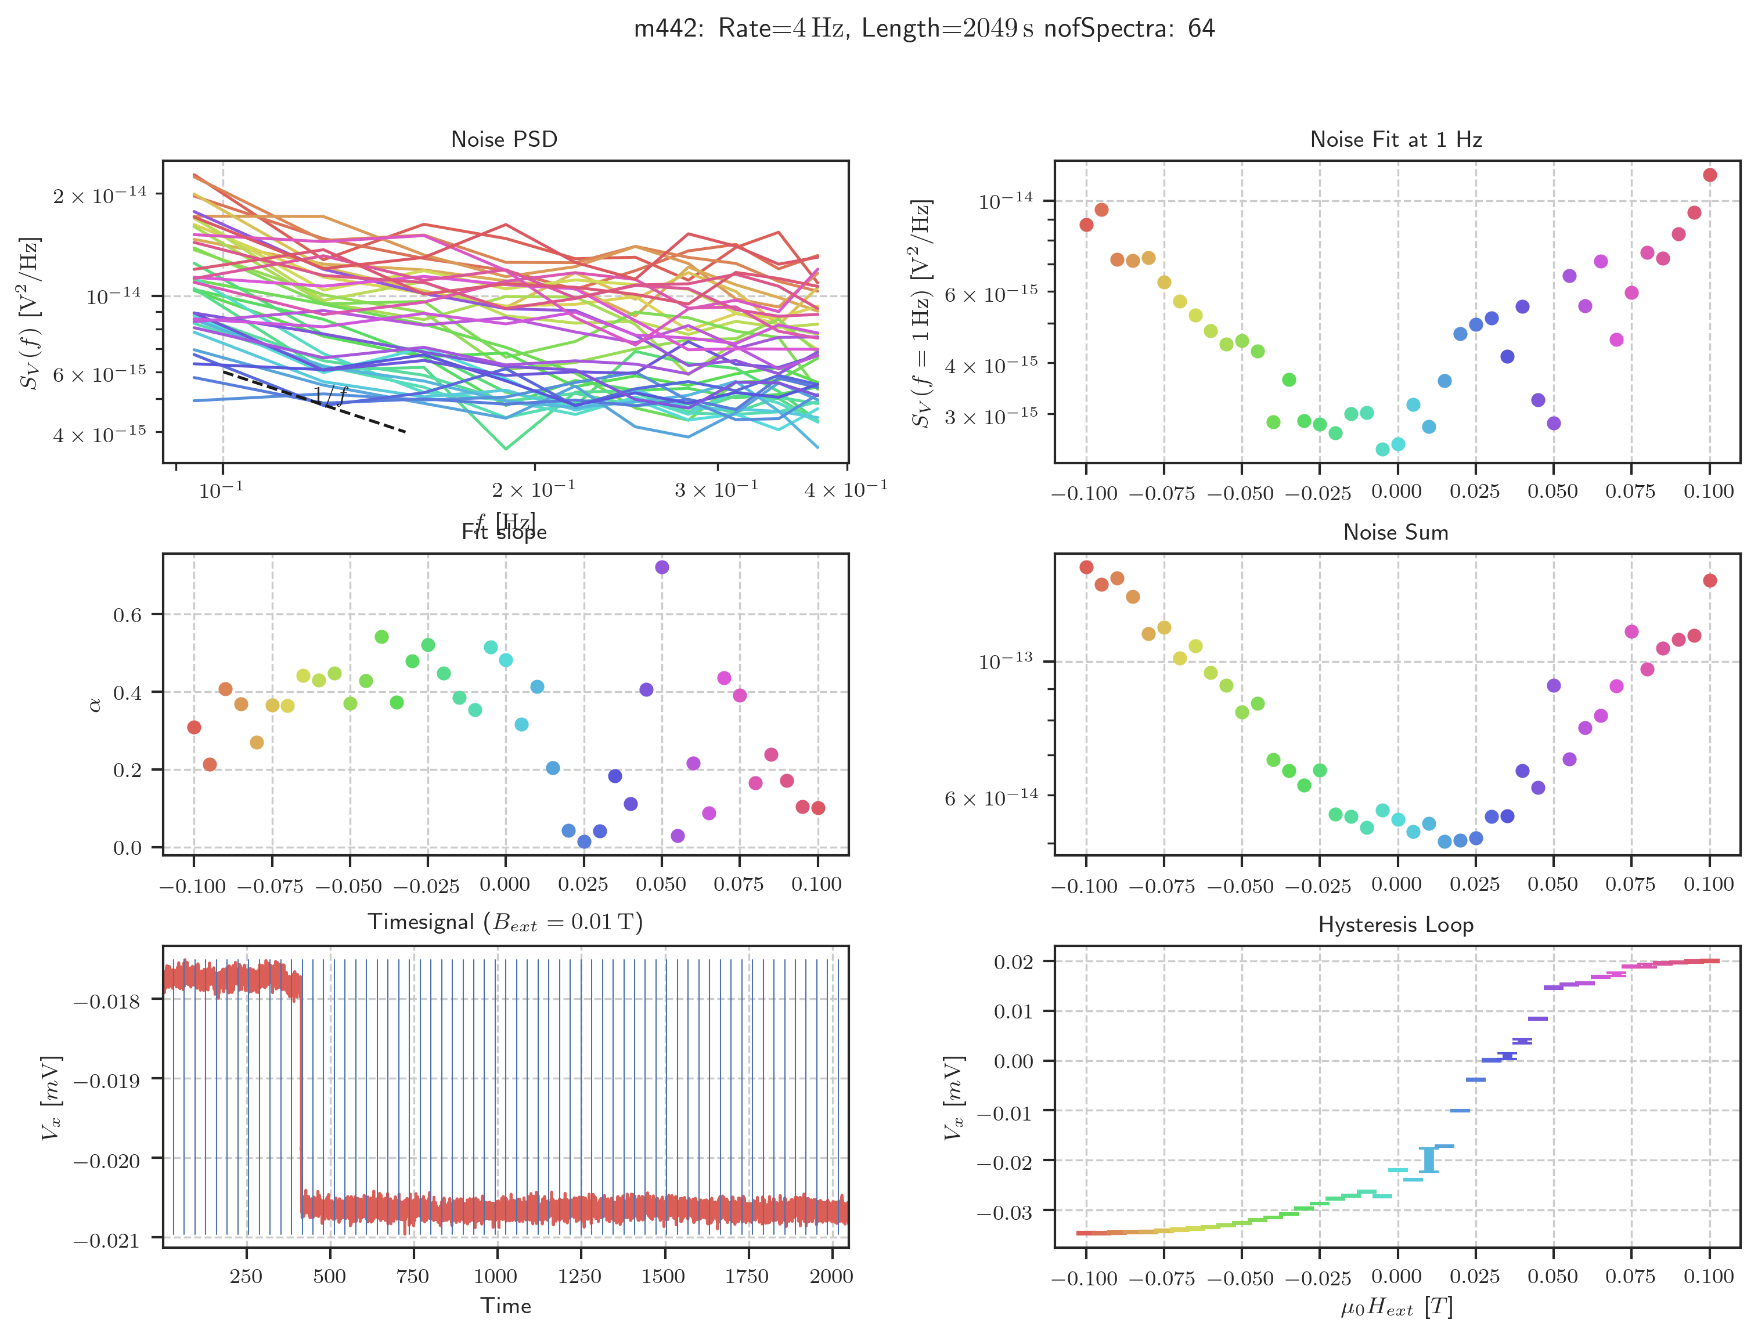 m442: Rate=4 Hz, Length=2049 s nofSpectra: 64
Noise PSD
S_V(f) [V²/Hz]
2 × 10⁻¹⁴
10⁻¹⁴
6 × 10⁻¹⁵
4 × 10⁻¹⁵
1/f
10⁻¹ 2 × 10⁻¹ 3 × 10⁻¹ 4 × 10⁻¹
f [Hz]
Noise Fit at 1 Hz
S_V(f = 1 Hz) [V²/Hz]
10⁻¹⁴
6 × 10⁻¹⁵
4 × 10⁻¹⁵
3 × 10⁻¹⁵
−0.100 −0.075 −0.050 −0.025 0.000 0.025 0.050 0.075 0.100
Fit slope
α
0.6
0.4
0.2
0.0
−0.100 −0.075 −0.050 −0.025 0.000 0.025 0.050 0.075 0.100
Noise Sum
10⁻¹³
6 × 10⁻¹⁴
−0.100 −0.075 −0.050 −0.025 0.000 0.025 0.050 0.075 0.100
Timesignal (B_ext = 0.01 T)
V_x [mV]
−0.018
−0.019
−0.020
−0.021
250 500 750 1000 1250 1500 1750 2000
Time
Hysteresis Loop
V_x [mV]
0.02
0.01
0.00
−0.01
−0.02
−0.03
−0.100 −0.075 −0.050 −0.025 0.000 0.025 0.050 0.075 0.100
μ₀H_ext [T]